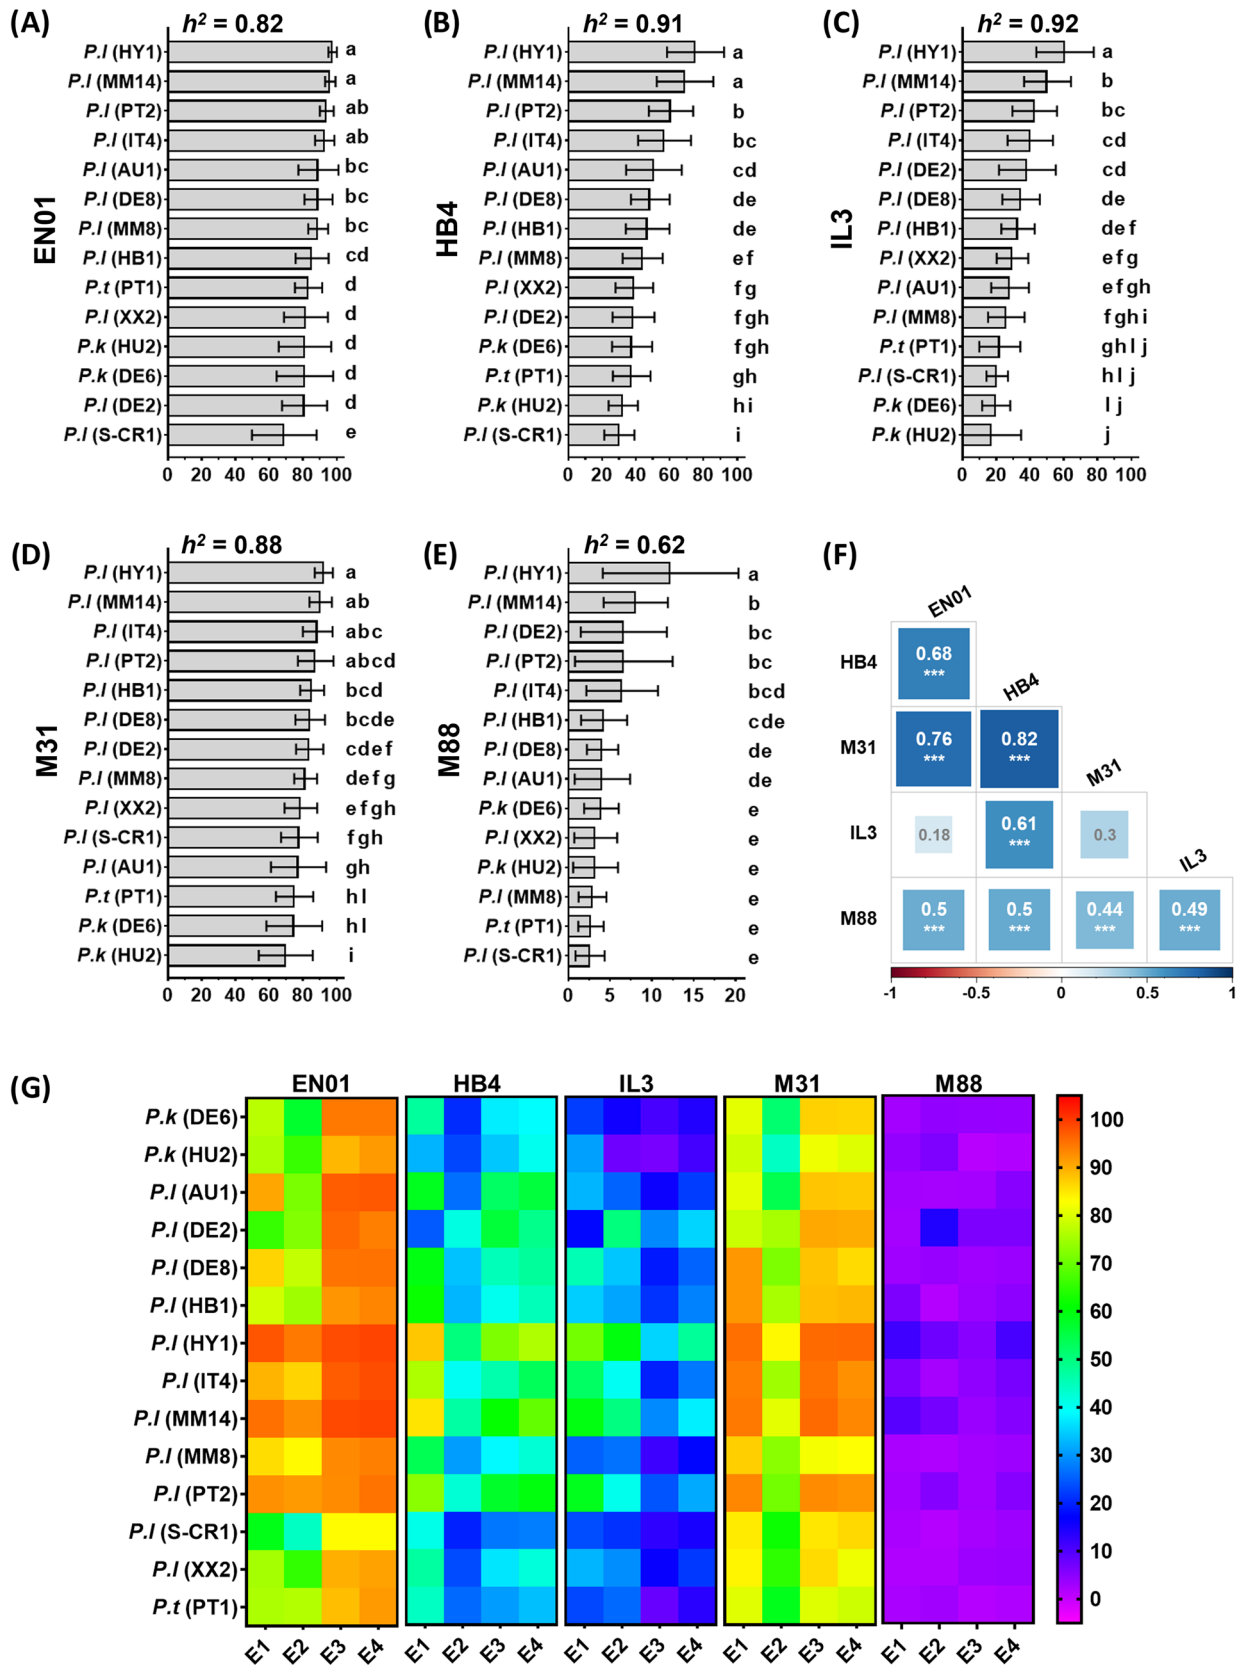 (A)
h² = 0.82
EN01
P.l (HY1) a
P.l (MM14) a
P.l (PT2) ab
P.l (IT4) ab
P.l (AU1) bc
P.l (DE8) bc
P.l (MM8) bc
P.l (HB1) cd
P.t (PT1) d
P.l (XX2) d
P.k (HU2) d
P.k (DE6) d
P.l (DE2) d
P.l (S-CR1) e
0 20 40 60 80 100
(B)
h² = 0.91
HB4
P.l (HY1) a
P.l (MM14) a
P.l (PT2) b
P.l (IT4) bc
P.l (AU1) cd
P.l (DE8) de
P.l (HB1) de
P.l (MM8) ef
P.l (XX2) fg
P.l (DE2) fgh
P.k (DE6) fgh
P.t (PT1) gh
P.k (HU2) hi
P.l (S-CR1) i
0 20 40 60 80 100
(C)
h² = 0.92
IL3
P.l (HY1) a
P.l (MM14) b
P.l (PT2) bc
P.l (IT4) cd
P.l (DE2) cd
P.l (DE8) de
P.l (HB1) def
P.l (XX2) efg
P.l (AU1) efgh
P.l (MM8) fghi
P.t (PT1) ghlj
P.l (S-CR1) hlj
P.k (DE6) lj
P.k (HU2) j
0 20 40 60 80 100
(D)
h² = 0.88
M31
P.l (HY1) a
P.l (MM14) ab
P.l (IT4) abc
P.l (PT2) abcd
P.l (HB1) bcd
P.l (DE8) bcde
P.l (DE2) cdef
P.l (MM8) defg
P.l (XX2) efgh
P.l (S-CR1) fgh
P.l (AU1) gh
P.t (PT1) hl
P.k (DE6) hl
P.k (HU2) i
0 20 40 60 80 100
(E)
h² = 0.62
M88
P.l (HY1) a
P.l (MM14) b
P.l (DE2) bc
P.l (PT2) bc
P.l (IT4) bcd
P.l (HB1) cde
P.l (DE8) de
P.l (AU1) de
P.k (DE6) e
P.l (XX2) e
P.k (HU2) e
P.l (MM8) e
P.t (PT1) e
P.l (S-CR1) e
0 5 10 15 20
(F)
EN01
HB4 0.68 HB4
***
M31 0.76 0.82 M31
*** ***
IL3 0.18 0.61 0.3 IL3
***
M88 0.5 0.5 0.44 0.49
*** *** *** ***
-1 -0.5 0 0.5 1
(G)
EN01 HB4 IL3 M31 M88
P.k (DE6)
P.k (HU2)
P.l (AU1)
P.l (DE2)
P.l (DE8)
P.l (HB1)
P.l (HY1)
P.l (IT4)
P.l (MM14)
P.l (MM8)
P.l (PT2)
P.l (S-CR1)
P.l (XX2)
P.t (PT1)
E1 E2 E3 E4 E1 E2 E3 E4 E1 E2 E3 E4 E1 E2 E3 E4 E1 E2 E3 E4
100
90
80
70
60
50
40
30
20
10
0